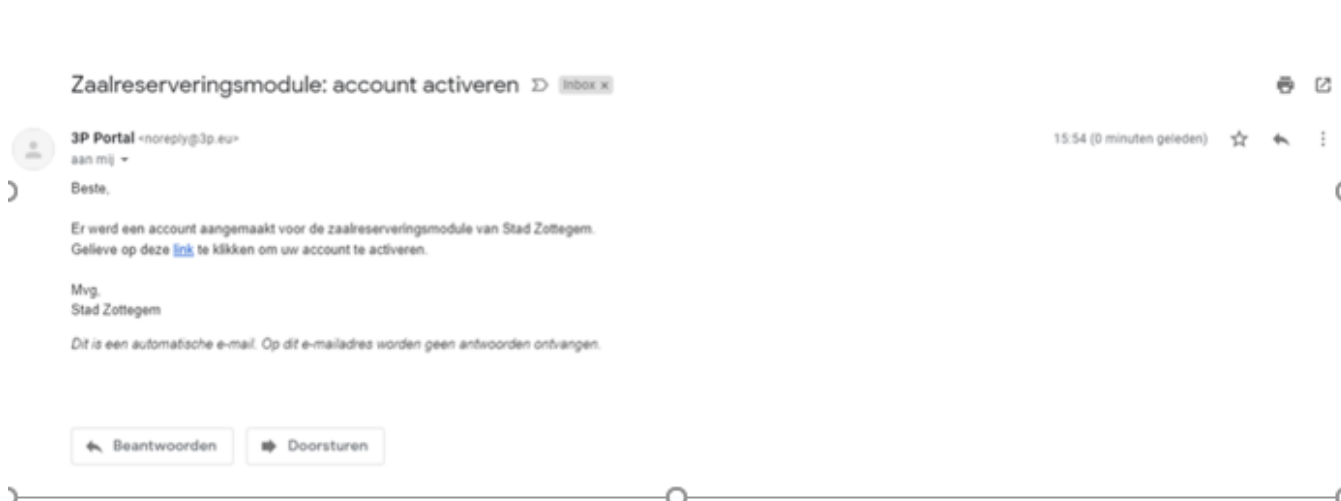 Zaalreserveringsmodule: account activeren Inbox x
3P Portal <noreply@3p.eu> 15:54 (0 minuten geleden)
aan mij
Beste,
Er werd een account aangemaakt voor de zaalreserveringsmodule van Stad Zottegem.
Gelieve op deze link te klikken om uw account te activeren.
Mvg,
Stad Zottegem
Dit is een automatische e-mail. Op dit e-mailadres worden geen antwoorden ontvangen.
Beantwoorden Doorsturen